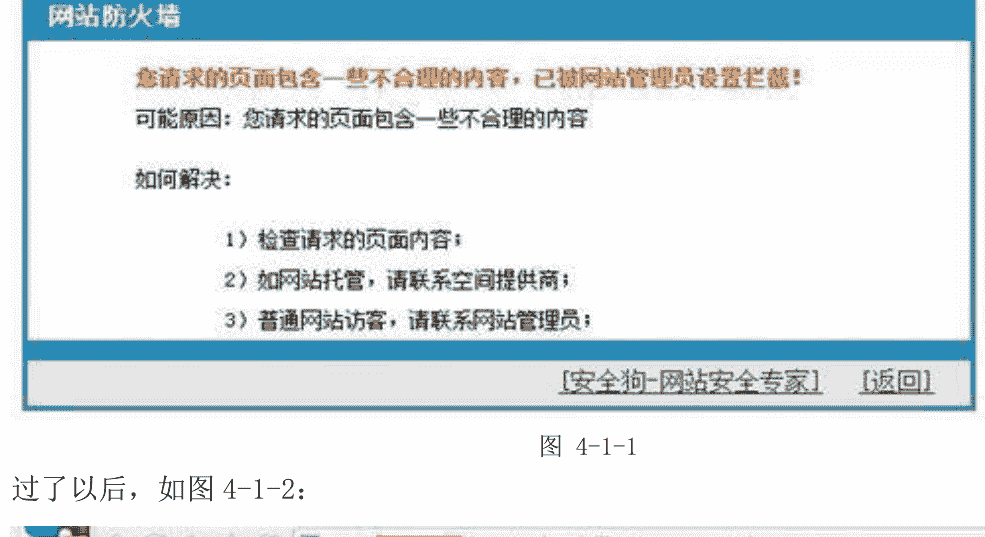 网站防火墙
您请求的页面包含一些不合理的内容，已被网站管理员设置拦截！
可能原因：您请求的页面包含一些不合理的内容
如何解决：
1）检查请求的页面内容；
2）如网站托管，请联系空间提供商；
3）普通网站访客，请联系网站管理员；
[安全狗-网站安全专家] [返回]
图 4-1-1
过了以后，如图 4-1-2：